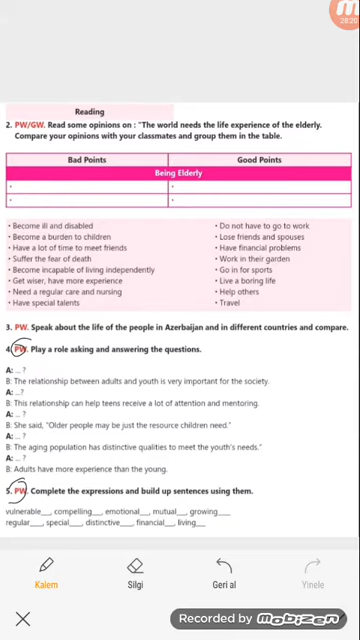 28:20
Reading
2. PW/GW. Read some opinions on : "The world needs the life experience of the elderly.
Compare your opinions with your classmates and group them in the table.
Bad Points Good Points
Being Elderly
• •
• •
• Become ill and disabled
• Become a burden to children
• Have a lot of time to meet friends
• Suffer the fear of death
• Become incapable of living independently
• Get wiser, have more experience
• Need a regular care and nursing
• Have special talents
• Do not have to go to work
• Lose friends and spouses
• Have financial problems
• Work in their garden
• Go in for sports
• Live a boring life
• Help others
• Travel
3. PW. Speak about the life of the people in Azerbaijan and in different countries and compare.
4. PW. Play a role asking and answering the questions.
A: ... ?
B: The relationship between adults and youth is very important for the society.
A: ...?
B: This relationship can help teens receive a lot of attention and mentoring.
A: ... ?
B: She said, "Older people may be just the resource children need."
A: ... ?
B: "The aging population has distinctive qualities to meet the youth's needs."
A: ... ?
B: Adults have more experience than the young.
5. PW. Complete the expressions and build up sentences using them.
vulnerable___, compelling___, emotional___, mutual___, growing___
regular___, special___, distinctive___, financial___, living___
Kalem Silgi Geri al Yinele
Recorded by mobizen